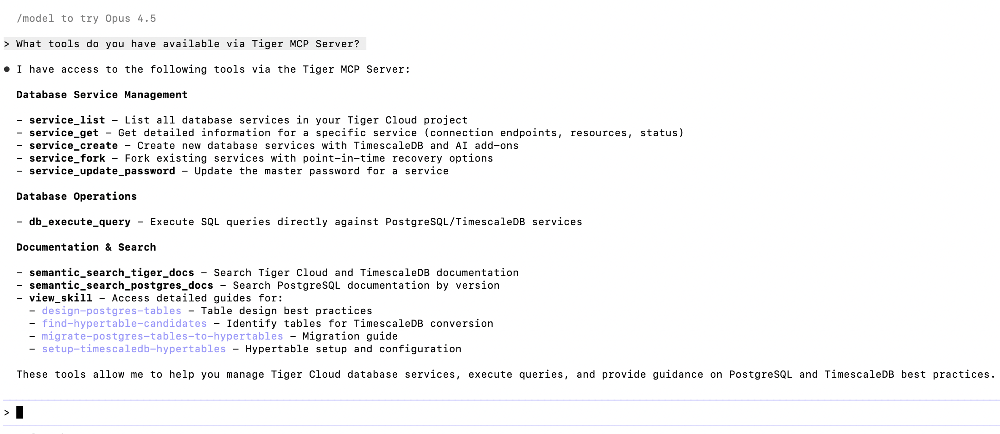 /model to try Opus 4.5
> What tools do you have available via Tiger MCP Server?
● I have access to the following tools via the Tiger MCP Server:
Database Service Management
- service_list - List all database services in your Tiger Cloud project
- service_get - Get detailed information for a specific service (connection endpoints, resources, status)
- service_create - Create new database services with TimescaleDB and AI add-ons
- service_fork - Fork existing services with point-in-time recovery options
- service_update_password - Update the master password for a service
Database Operations
- db_execute_query - Execute SQL queries directly against PostgreSQL/TimescaleDB services
Documentation & Search
- semantic_search_tiger_docs - Search Tiger Cloud and TimescaleDB documentation
- semantic_search_postgres_docs - Search PostgreSQL documentation by version
- view_skill - Access detailed guides for:
- design-postgres-tables - Table design best practices
- find-hypertable-candidates - Identify tables for TimescaleDB conversion
- migrate-postgres-tables-to-hypertables - Migration guide
- setup-timescaledb-hypertables - Hypertable setup and configuration
These tools allow me to help you manage Tiger Cloud database services, execute queries, and provide guidance on PostgreSQL and TimescaleDB best practices.
>